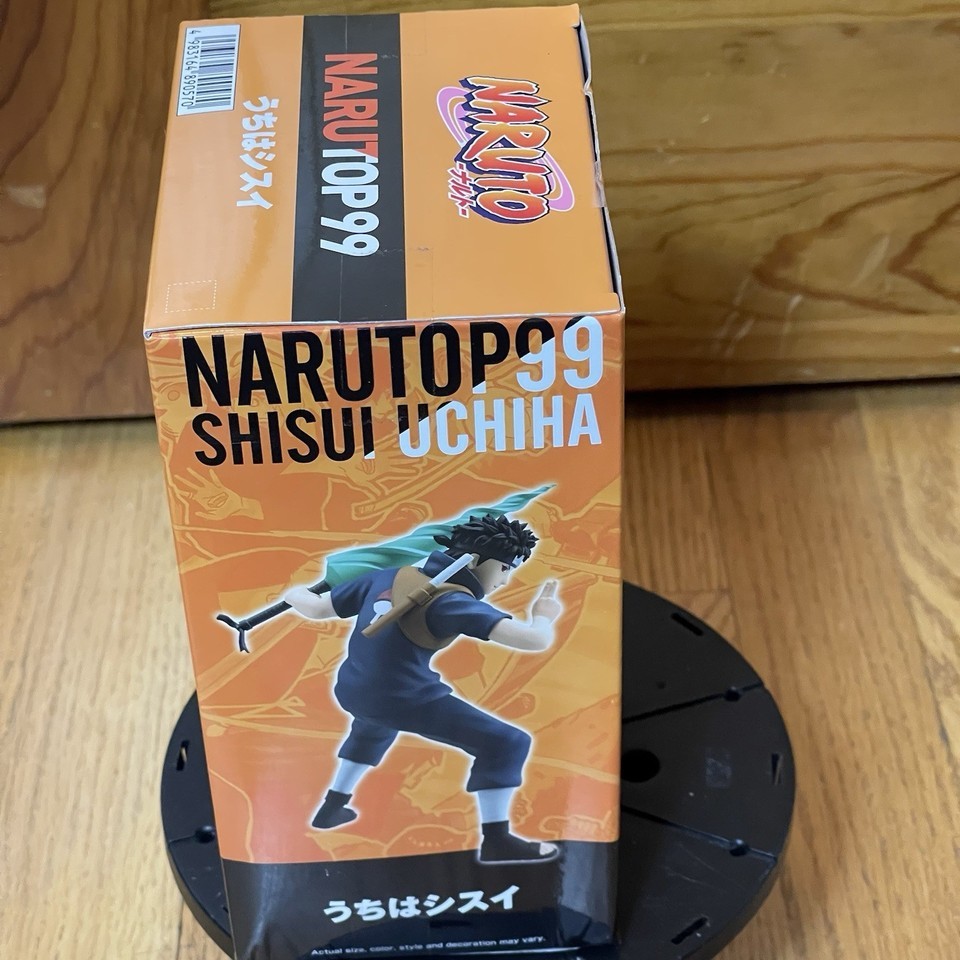 4983164890570
うちはシスイ
NARUTOP99
NARUTO
-ナルト-
NARUTOP99
SHISUI UCHIHA
うちはシスイ
Actual size, color, style and decoration may vary.